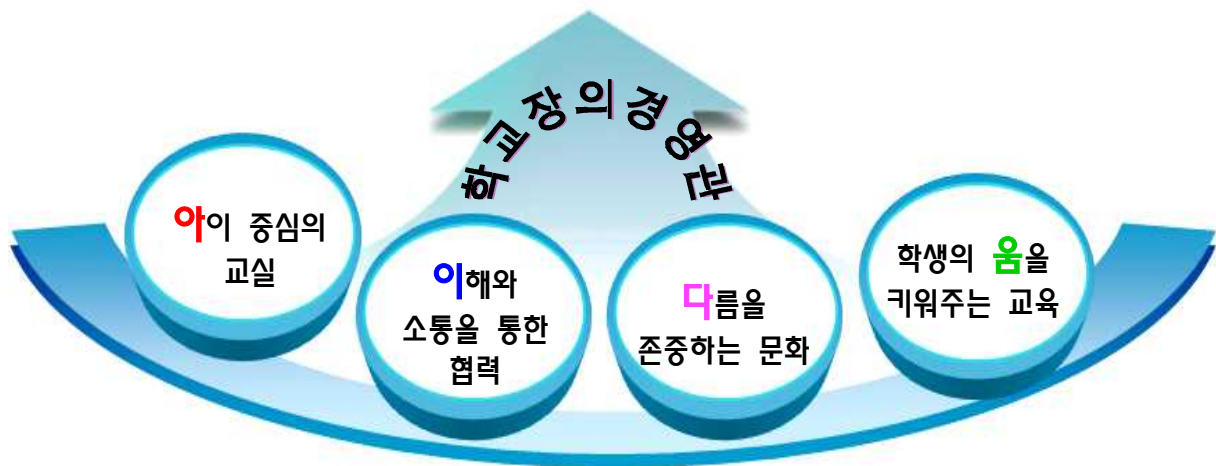 학교장의경영관
아이 중심의
교실
이해와
소통을 통한
협력
다름을
존중하는 문화
학생의 움을
키워주는 교육